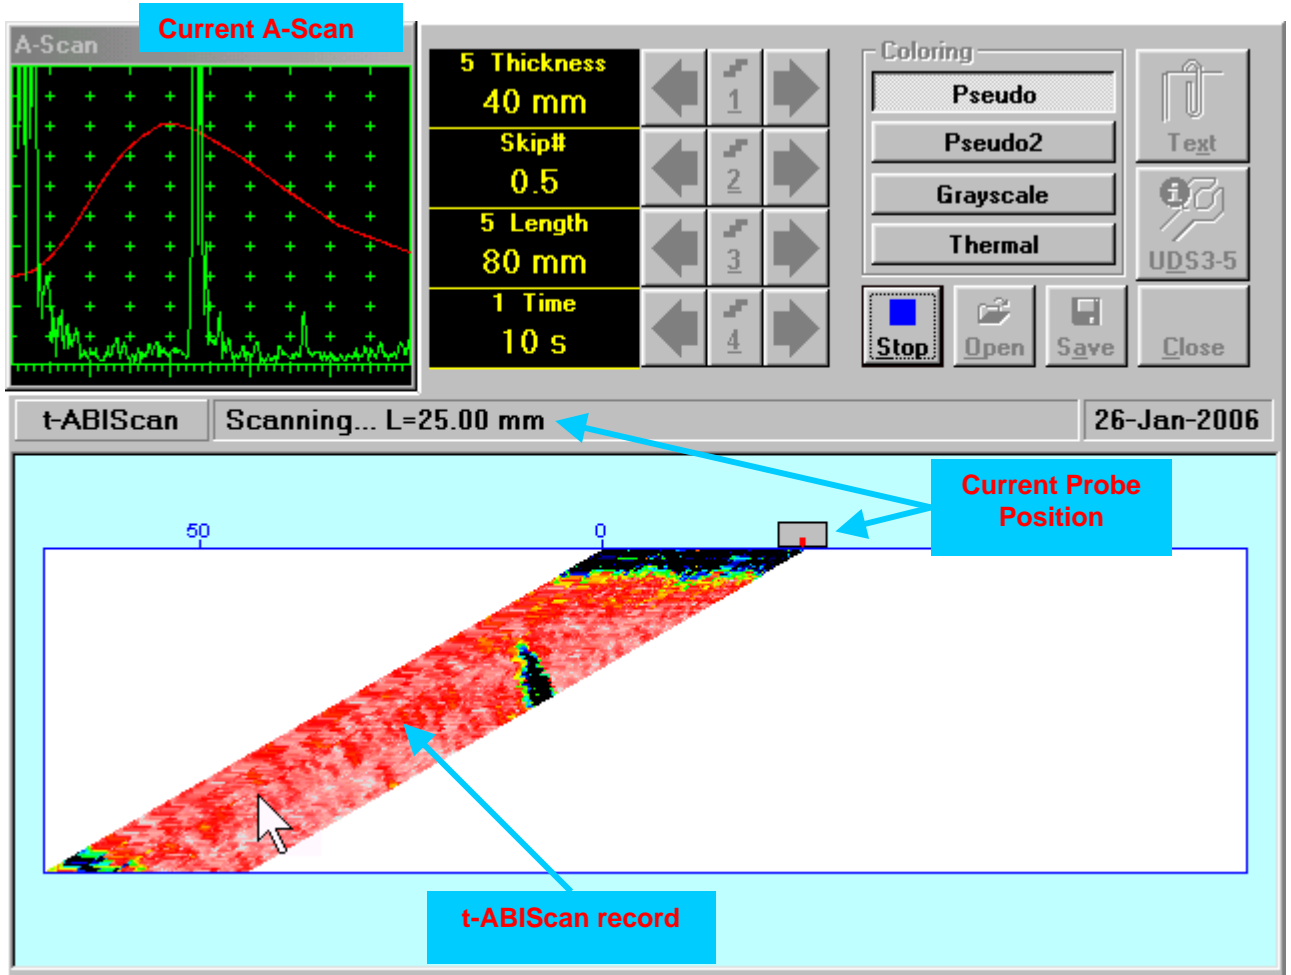 Current A-Scan
A-Scan
5 Thickness
40 mm
1
Skip#
0.5
2
5 Length
80 mm
3
1 Time
10 s
4
Coloring
Pseudo
Pseudo2
Grayscale
Thermal
Text
UDS3-5
Stop
Open
Save
Close
t-ABIScan
Scanning... L=25.00 mm
26-Jan-2006
Current Probe
Position
50
0
t-ABIScan record